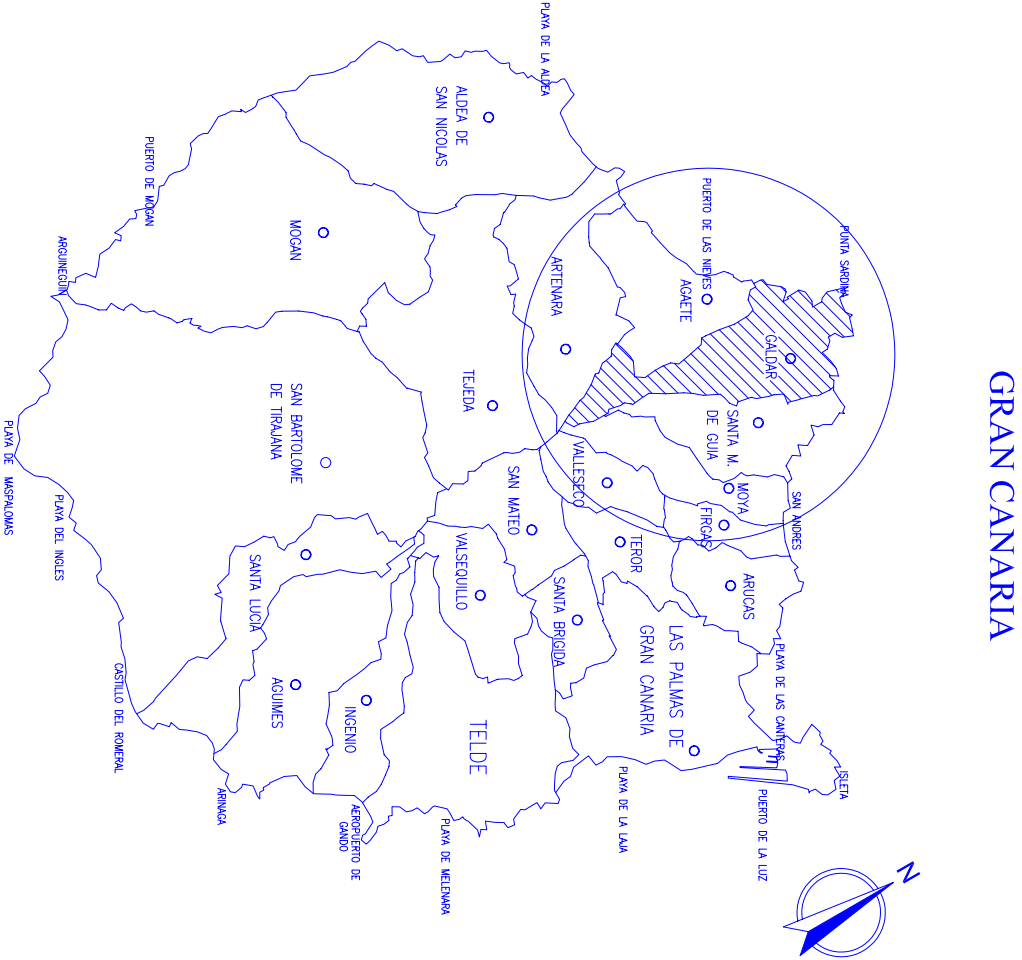 GRAN CANARIA
PLAYA DE LA ALDEA
ALDEA DE
SAN NICOLAS
PUERTO DE MOGAN
MOGAN
ARGUINEGUIN
PUERTO DE LAS NIEVES
PUNTA SARDINA
ARTENARA
AGAETE
GALDAR
TEJEDA
SANTA M.
DE GUIA
SAN BARTOLOME
DE TIRAJANA
PLAYA DE MASPALOMAS
PLAYA DEL INGLES
VALLESECO
MOYA
FIRGAS
SAN ANDRES
SAN MATEO
TEROR
VALSEQUILLO
SANTA BRIGIDA
ARUCAS
SANTA LUCIA
LAS PALMAS DE
GRAN CANARIA
PLAYA DE LAS CANTERAS
CASTILLO DEL ROMERAL
AGUIMES
INGENIO
TELDE
ISLETA
ARINAGA
AEROPUERTO DE
GANDO
PLAYA DE MELENARA
PLAYA DE LA LAJA
PUERTO DE LA LUZ
N